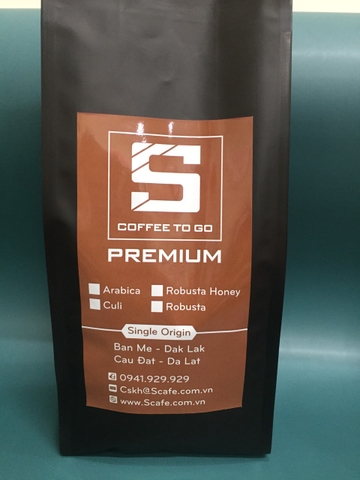 S
COFFEE TO GO
PREMIUM
Arabica
Robusta Honey
Culi
Robusta
Single Origin
Ban Me - Dak Lak
Cau Đat - Da Lat
0941.929.929
Cskh@Scafe.com.vn
www.Scafe.com.vn